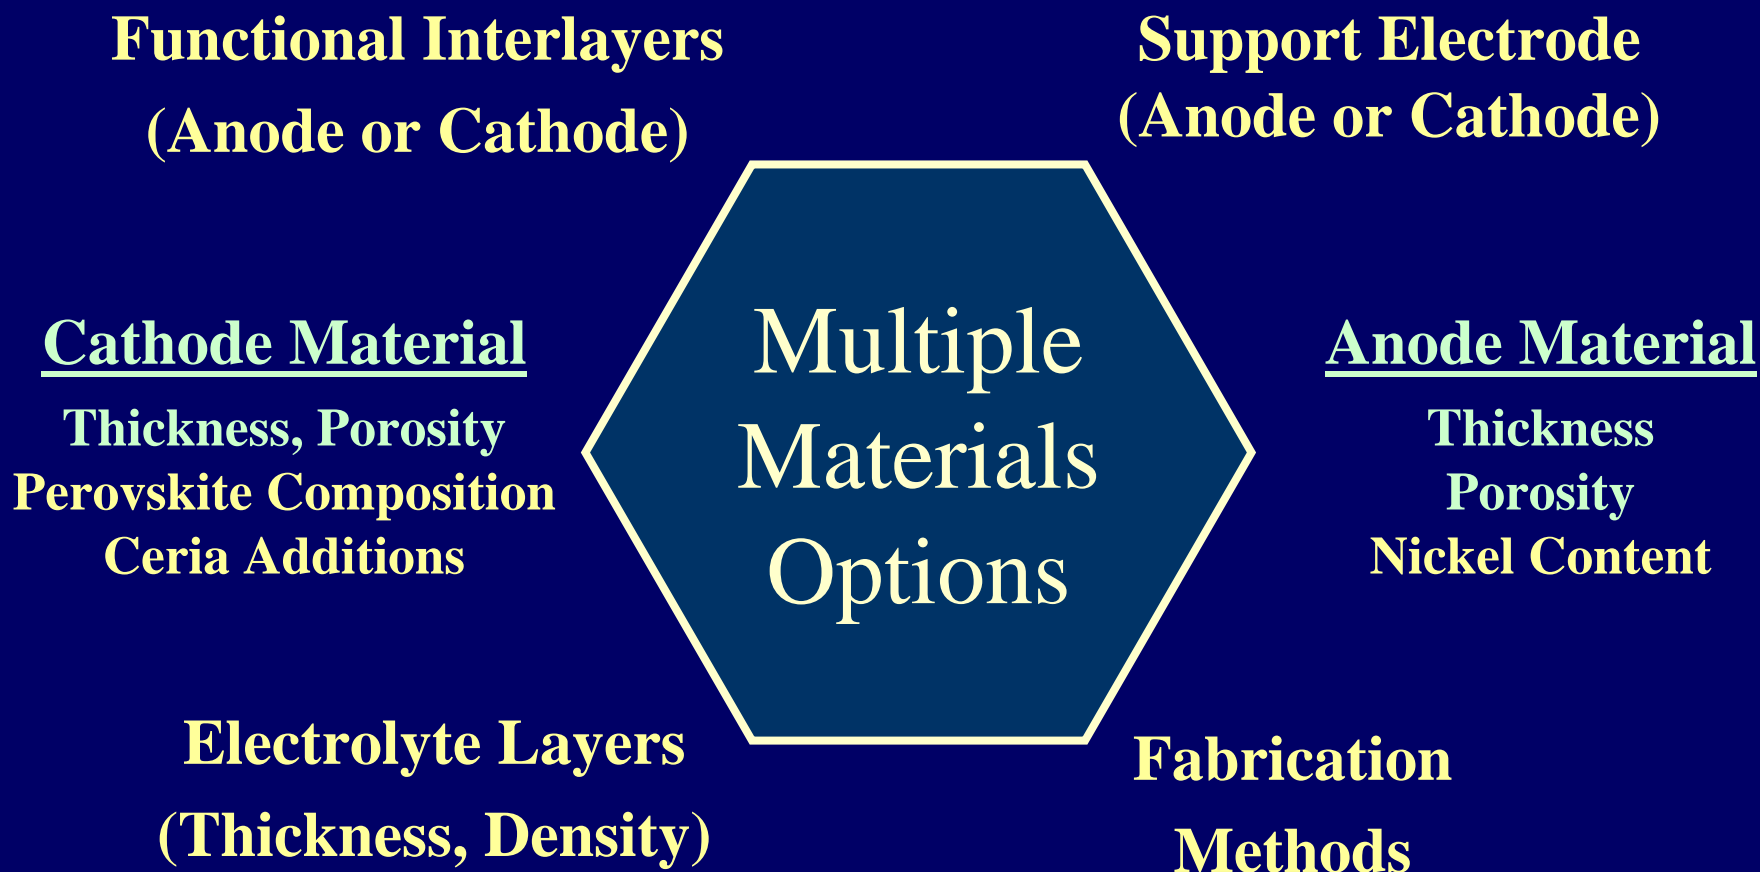 Functional Interlayers
(Anode or Cathode)
Support Electrode
(Anode or Cathode)
Cathode Material
Thickness, Porosity
Perovskite Composition
Ceria Additions
Multiple
Materials
Options
Anode Material
Thickness
Porosity
Nickel Content
Electrolyte Layers
(Thickness, Density)
Fabrication
Methods